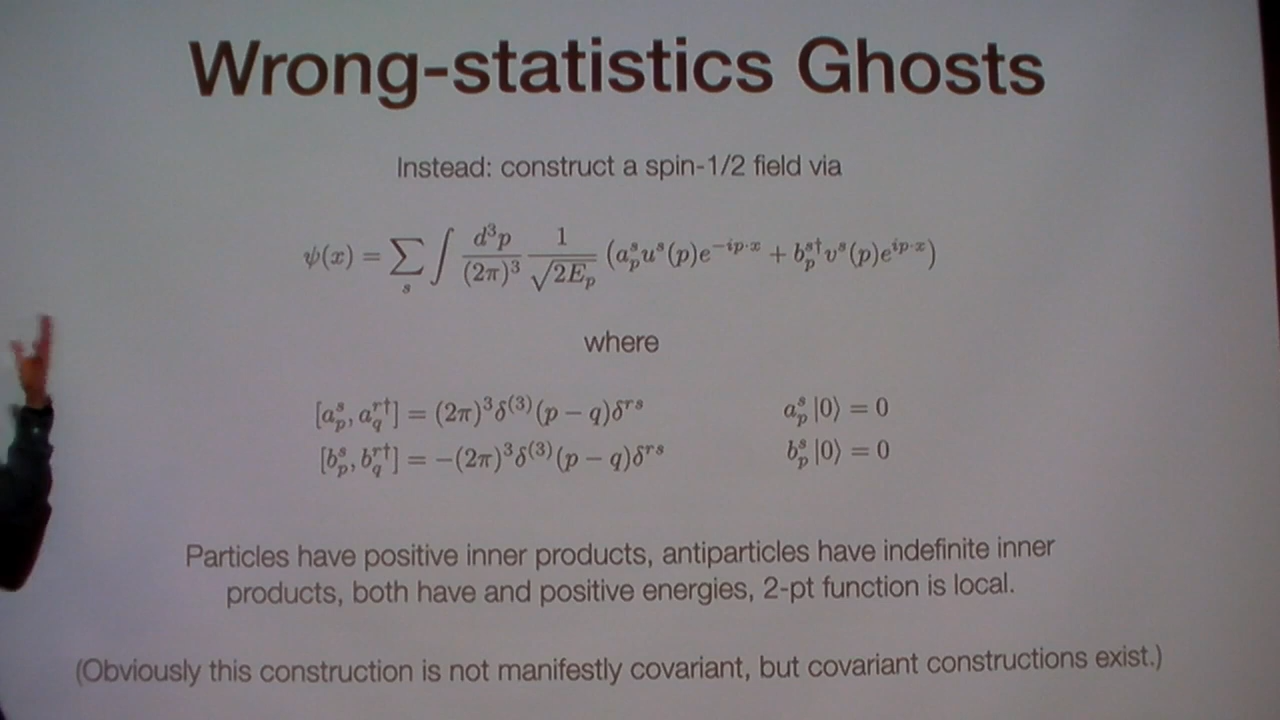 Wrong-statistics Ghosts
Instead: construct a spin-1/2 field via
ψ(x) = ∑_s ∫ d³p/(2π)³ 1/√(2E_p) (a_p^s u^s(p)e^{-ip·x} + b_p^{s†} v^s(p)e^{ip·x})
where
[a_p^s, a_q^{r†}] = (2π)³δ^{(3)}(p − q)δ^{rs} a_p^s |0⟩ = 0
[b_p^s, b_q^{r†}] = −(2π)³δ^{(3)}(p − q)δ^{rs} b_p^s |0⟩ = 0
Particles have positive inner products, antiparticles have indefinite inner
products, both have and positive energies, 2-pt function is local.
(Obviously this construction is not manifestly covariant, but covariant constructions exist.)